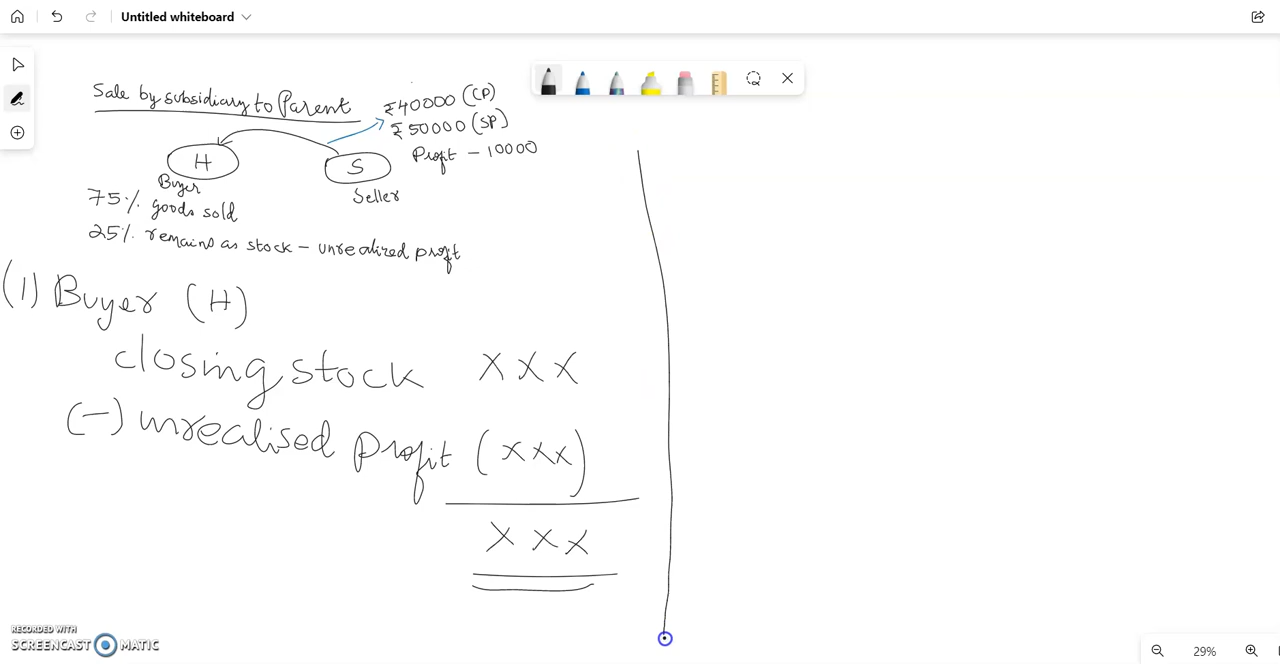 Untitled whiteboard
Sale by subsidiary to Parent
₹40000 (CP)
₹50000 (SP)
Profit - 10000
H
S
Buyer
Seller
75% goods sold
25% remains as stock - unrealized profit
(1) Buyer (H)
closing stock XXX
(-) unrealised profit (XXX)
XXX
RECORDED WITH
SCREENCAST MATIC
29%